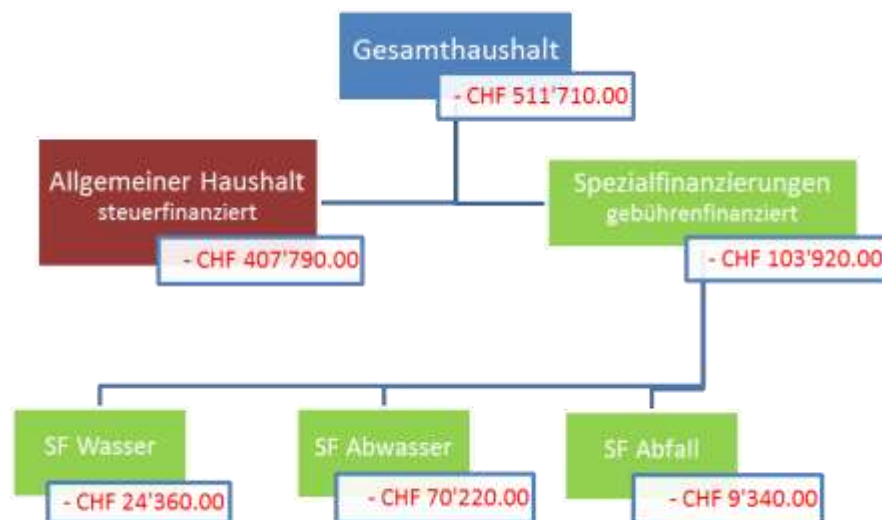 Gesamthaushalt
- CHF 511'710.00
Allgemeiner Haushalt
steuerfinanziert
- CHF 407'790.00
Spezialfinanzierungen
gebührenfinanziert
- CHF 103'920.00
SF Wasser
- CHF 24'360.00
SF Abwasser
- CHF 70'220.00
SF Abfall
- CHF 9'340.00